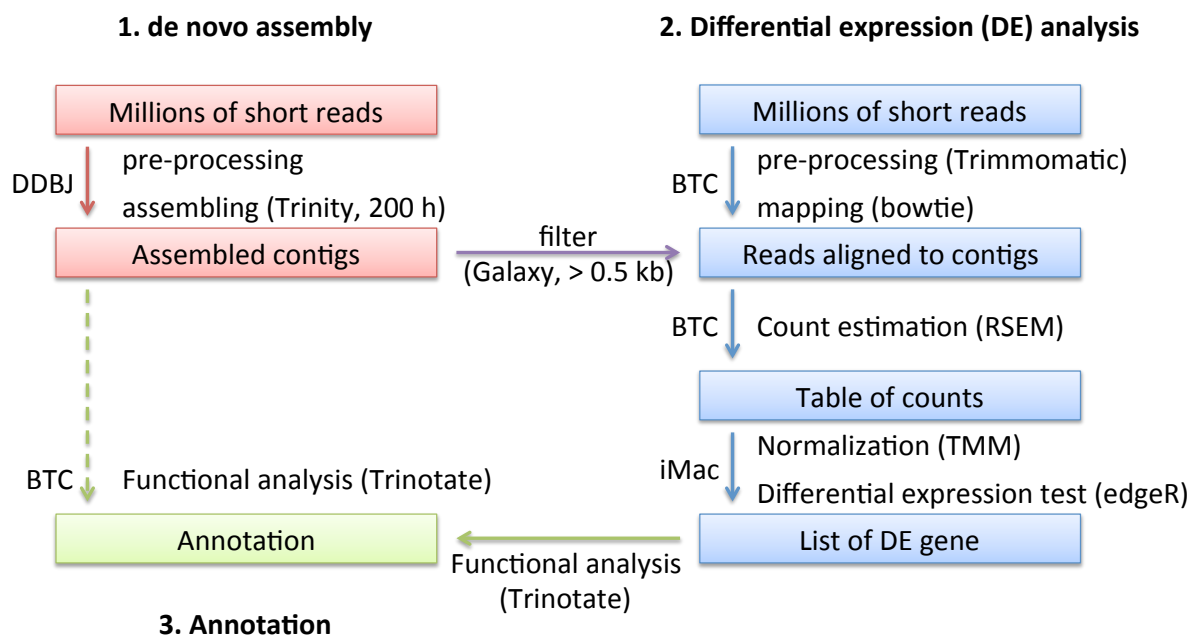 1. de novo assembly
Millions of short reads
DDBJ
pre-processing
assembling (Trinity, 200 h)
Assembled contigs
filter
(Galaxy, > 0.5 kb)
BTC
Functional analysis (Trinotate)
Annotation
3. Annotation
2. Differential expression (DE) analysis
Millions of short reads
BTC
pre-processing (Trimmomatic)
mapping (bowtie)
Reads aligned to contigs
BTC
Count estimation (RSEM)
Table of counts
iMac
Normalization (TMM)
Differential expression test (edgeR)
List of DE gene
Functional analysis
(Trinotate)